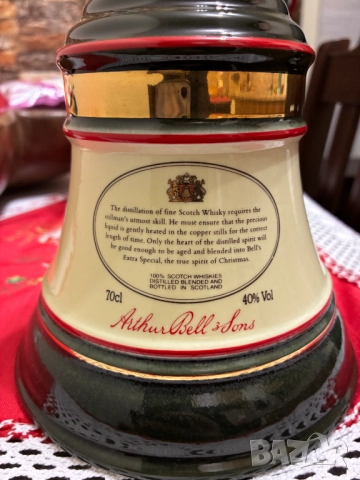 The distillation of fine Scotch Whisky requires the
stillman's utmost skill. He must ensure that the precious
liquid is gently heated in the copper stills for the correct
length of time. Only the heart of the distilled spirit will
be good enough to be aged and blended into Bell's
Extra Special, the true spirit of Christmas.
100% SCOTCH WHISKIES
DISTILLED BLENDED AND
BOTTLED IN SCOTLAND
70cl 40% Vol
Arthur Bell & Sons
BAZAR